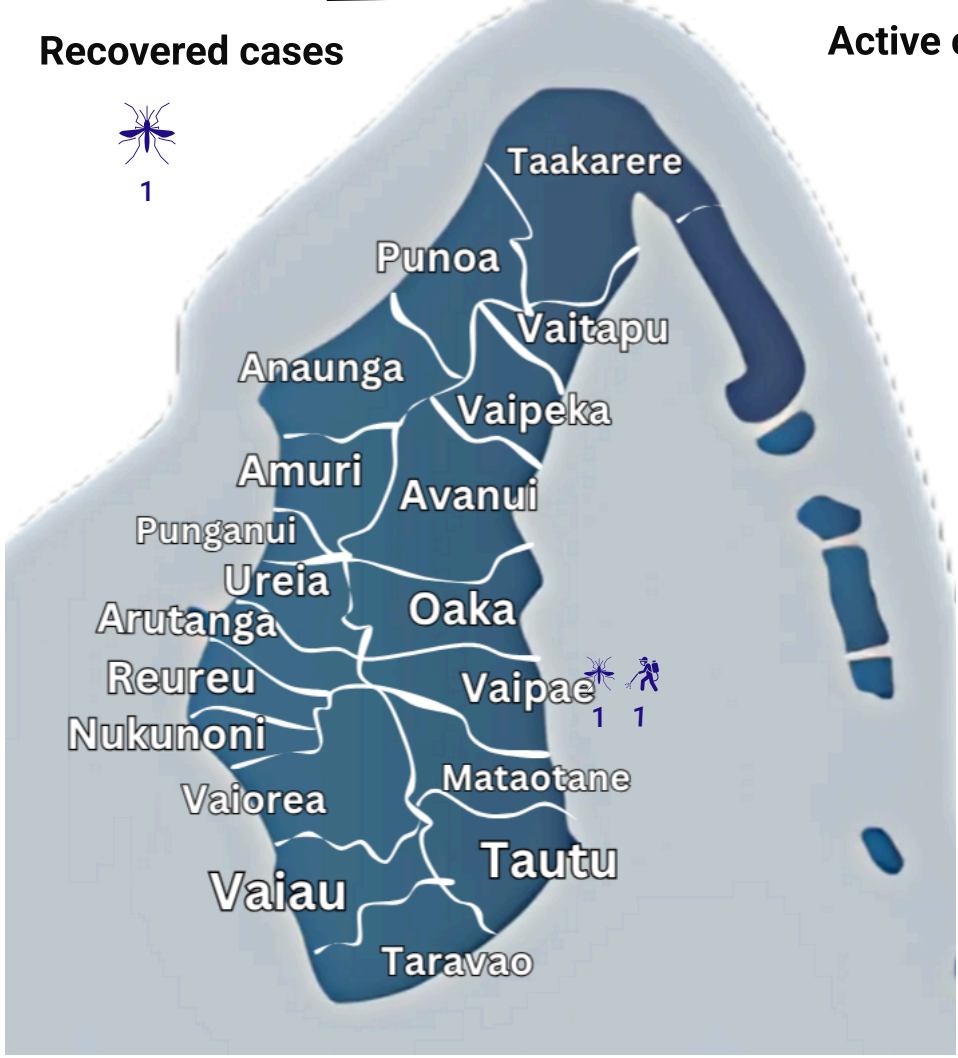 Recovered cases
Active
1
Taakarere
Punoa
Vaitapu
Anaunga
Vaipeka
Amuri
Avanui
Punganui
Ureia
Oaka
Arutanga
Reureu
Vaipae
1 1
Nukunoni
Mataotane
Vaiorea
Tautu
Vaiau
Taravao